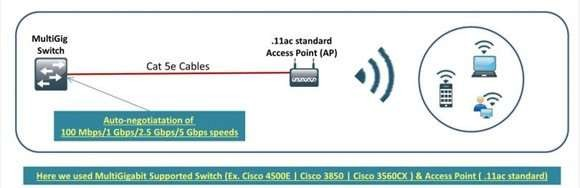 MultiGig
Switch
.11ac standard
Access Point (AP)
Cat 5e Cables
Auto-negotiatation of
100 Mbps/1 Gbps/2.5 Gbps/5 Gbps speeds
Here we used MultiGigabit Supported Switch (Ex. Cisco 4500E | Cisco 3850 | Cisco 3560CX ) & Access Point ( .11ac standard)